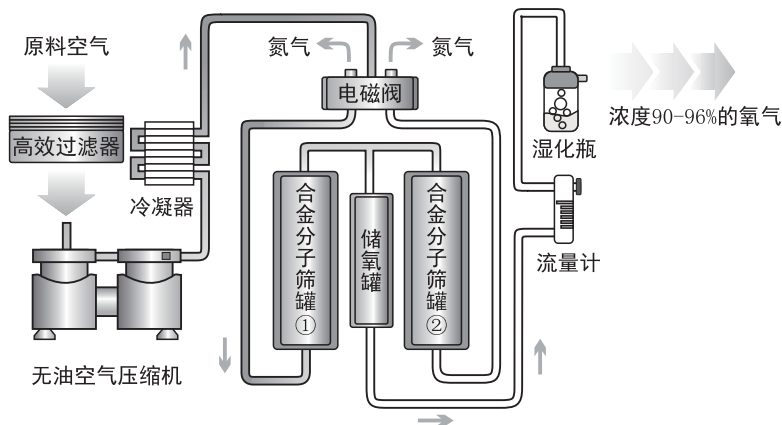 原料空气
高效过滤器
冷凝器
无油空气压缩机
氮气
氮气
电磁阀
合金分子筛罐①
储氧罐
合金分子筛罐②
湿化瓶
流量计
浓度90-96%的氧气